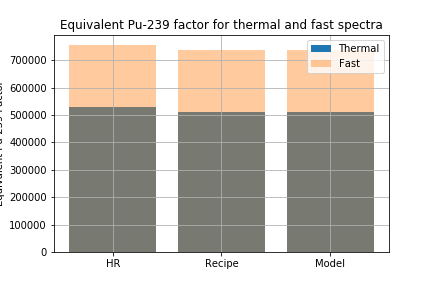 Equivalent Pu-239 factor for thermal and fast spectra
Thermal
Fast
700000
600000
500000
400000
300000
200000
100000
0
HR
Recipe
Model